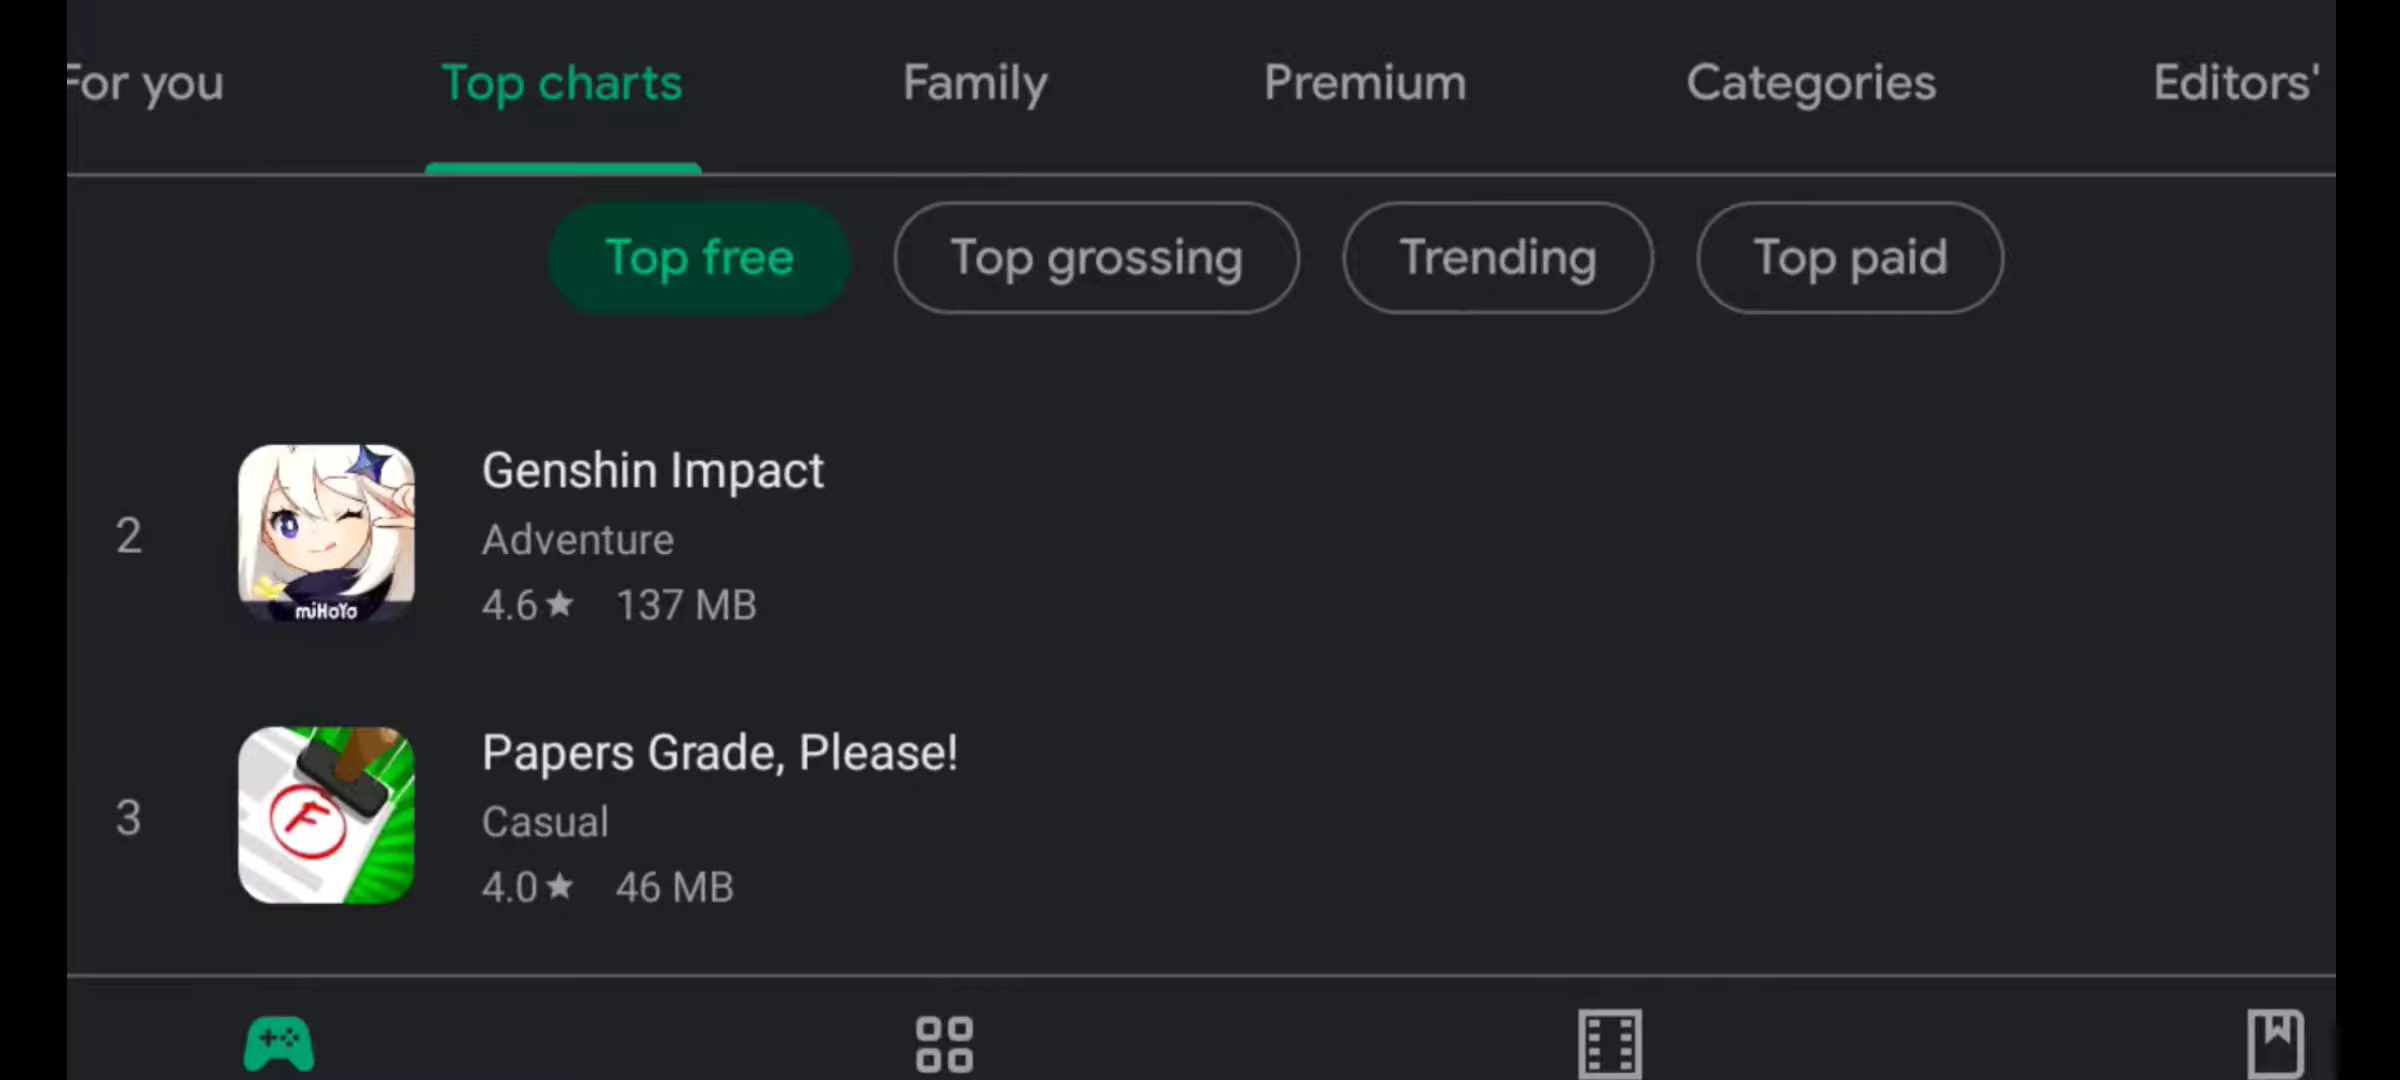 For you Top charts Family Premium Categories Editors'
Top free Top grossing Trending Top paid
2
Genshin Impact
Adventure
4.6★ 137 MB
miHoYo
3
Papers Grade, Please!
Casual
4.0★ 46 MB
F